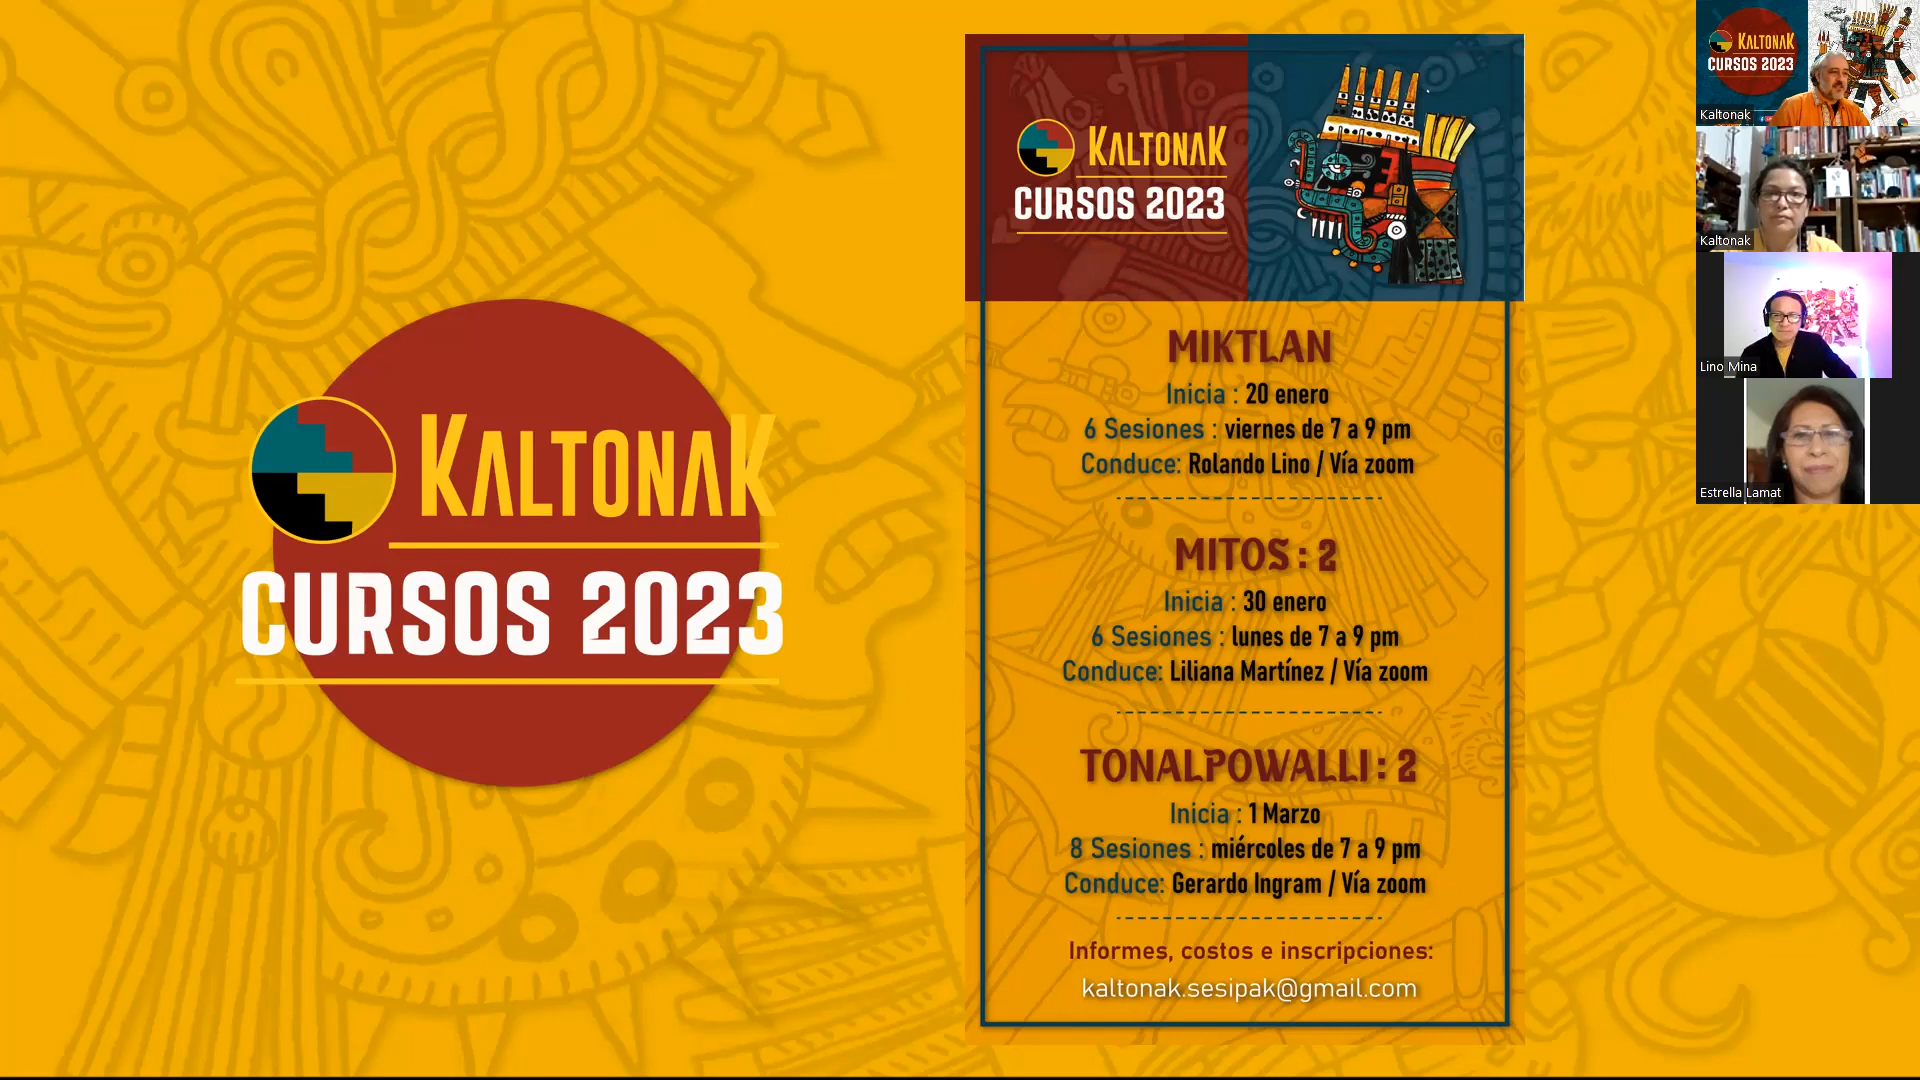 KALTONAK
CURSOS 2023
KALTONAK
CURSOS 2023
MIKTLAN
Inicia : 20 enero
6 Sesiones : viernes de 7 a 9 pm
Conduce: Rolando Lino / Vía zoom
MITOS : 2
Inicia : 30 enero
6 Sesiones : lunes de 7 a 9 pm
Conduce: Liliana Martínez / Vía zoom
TONALPOWALLI : 2
Inicia : 1 Marzo
8 Sesiones : miércoles de 7 a 9 pm
Conduce: Gerardo Ingram / Vía zoom
Informes, costos e inscripciones:
kaltonak.sesipak@gmail.com
KALTONAK
CURSOS 2023
Kaltonak
Kaltonak
Lino Mina
Estrella Lamat